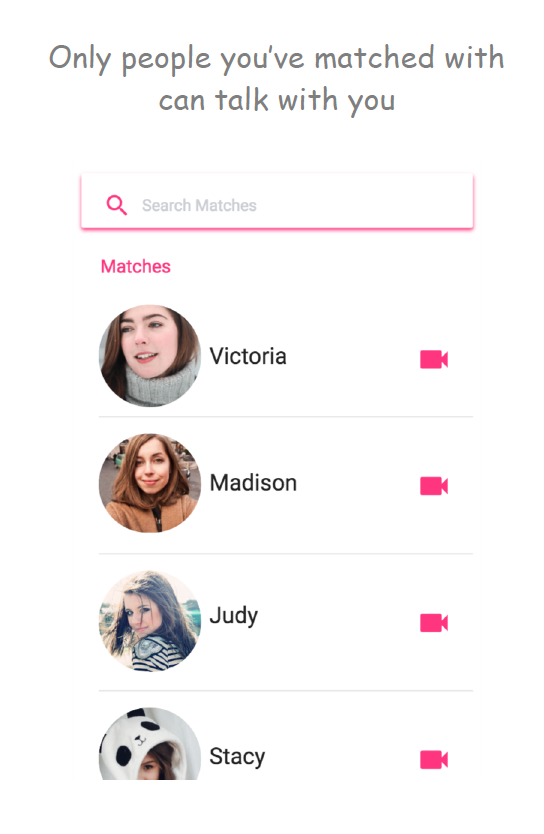 Only people you’ve matched with
can talk with you
Search Matches
Matches
Victoria
Madison
Judy
Stacy